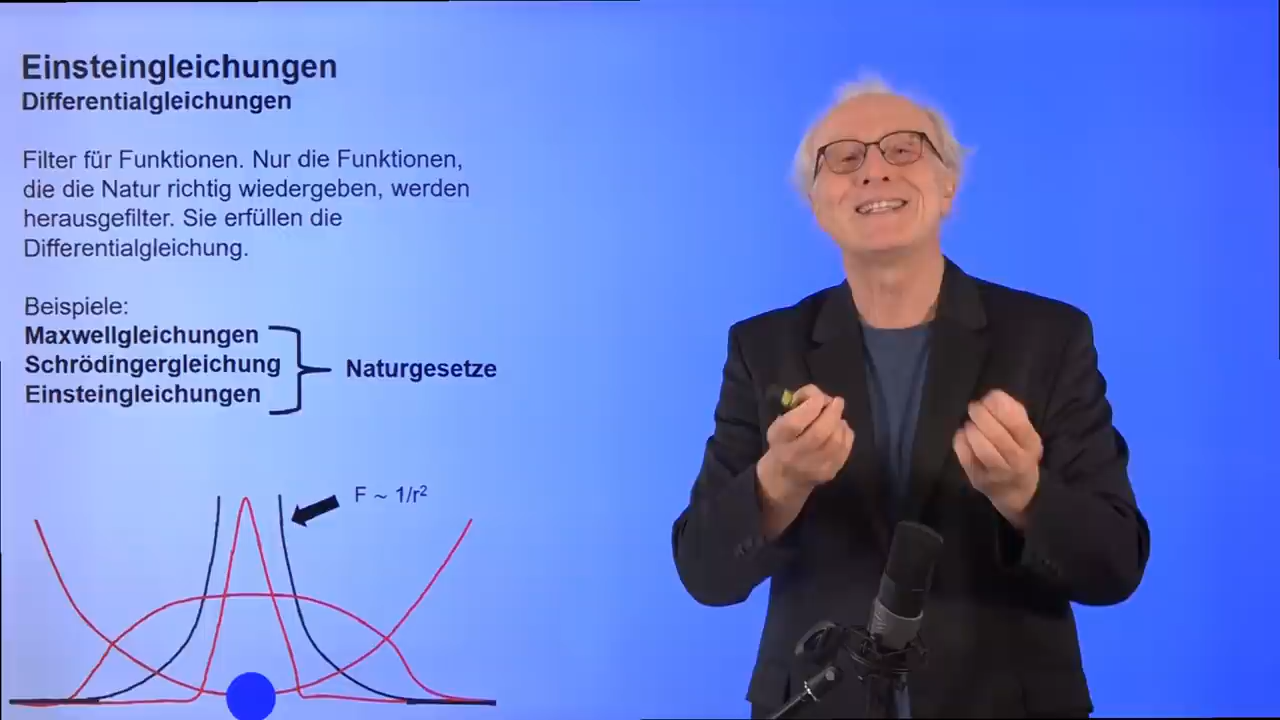 Einsteingleichungen
Differentialgleichungen
Filter für Funktionen. Nur die Funktionen,
die die Natur richtig wiedergeben, werden
herausgefilter. Sie erfüllen die
Differentialgleichung.
Beispiele:
Maxwellgleichungen
Schrödingergleichung
Einsteingleichungen
Naturgesetze
F ~ 1/r²